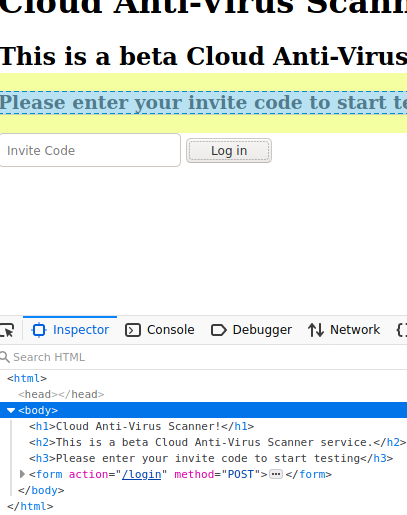 Cloud Anti-Virus Scann
This is a beta Cloud Anti-Virus
Please enter your invite code to start te
Invite Code
Log in
Inspector
Console
Debugger
Network
Search HTML
<html>
<head></head>
<body>
<h1>Cloud Anti-Virus Scanner!</h1>
<h2>This is a beta Cloud Anti-Virus Scanner service.</h2>
<h3>Please enter your invite code to start testing</h3>
<form action="/login" method="POST">⋯</form>
</body>
</html>